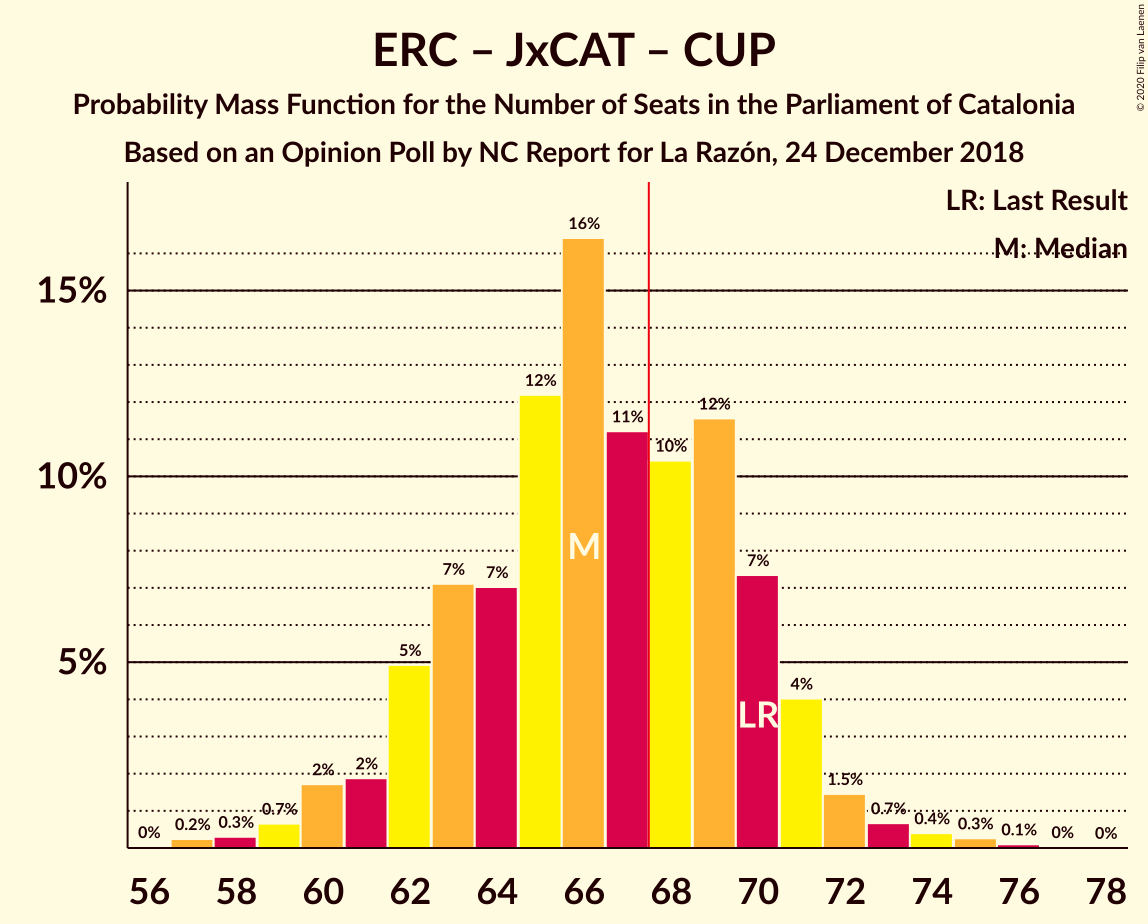 ERC – JxCAT – CUP
Probability Mass Function for the Number of Seats in the Parliament of Catalonia
Based on an Opinion Poll by NC Report for La Razón, 24 December 2018
© 2020 Filip van Laenen
LR: Last Result
M: Median
15%
10%
5%
0%
0.2%
0.3%
0.7%
2%
2%
5%
7%
7%
12%
16%
11%
10%
12%
7%
4%
1.5%
0.7%
0.4%
0.3%
0.1%
0%
0%
M
LR
56 58 60 62 64 66 68 70 72 74 76 78